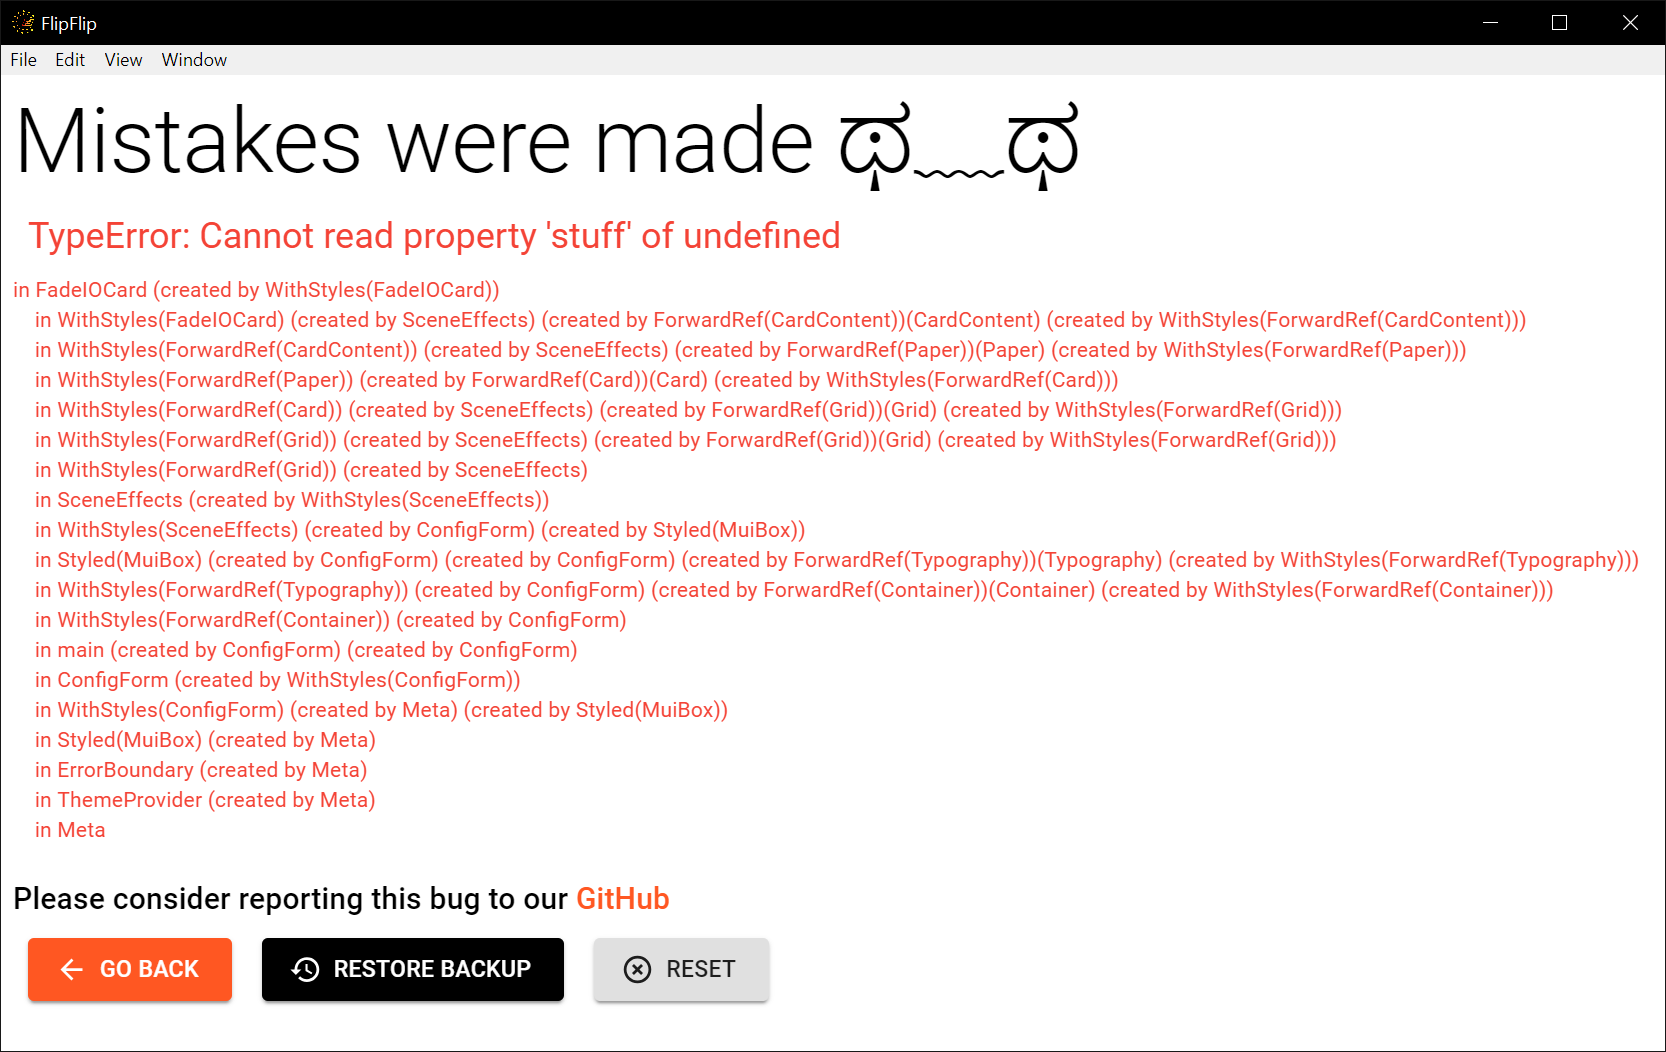 FlipFlip
File Edit View Window
Mistakes were made ಥ﹏ಥ
TypeError: Cannot read property 'stuff' of undefined
in FadeIOCard (created by WithStyles(FadeIOCard))
in WithStyles(FadeIOCard) (created by SceneEffects) (created by ForwardRef(CardContent))(CardContent) (created by WithStyles(ForwardRef(CardContent)))
in WithStyles(ForwardRef(CardContent)) (created by SceneEffects) (created by ForwardRef(Paper))(Paper) (created by WithStyles(ForwardRef(Paper)))
in WithStyles(ForwardRef(Paper)) (created by ForwardRef(Card))(Card) (created by WithStyles(ForwardRef(Card)))
in WithStyles(ForwardRef(Card)) (created by SceneEffects) (created by ForwardRef(Grid))(Grid) (created by WithStyles(ForwardRef(Grid)))
in WithStyles(ForwardRef(Grid)) (created by SceneEffects) (created by ForwardRef(Grid))(Grid) (created by WithStyles(ForwardRef(Grid)))
in WithStyles(ForwardRef(Grid)) (created by SceneEffects)
in SceneEffects (created by WithStyles(SceneEffects))
in WithStyles(SceneEffects) (created by ConfigForm) (created by Styled(MuiBox))
in Styled(MuiBox) (created by ConfigForm) (created by ConfigForm) (created by ForwardRef(Typography))(Typography) (created by WithStyles(ForwardRef(Typography)))
in WithStyles(ForwardRef(Typography)) (created by ConfigForm) (created by ForwardRef(Container))(Container) (created by WithStyles(ForwardRef(Container)))
in WithStyles(ForwardRef(Container)) (created by ConfigForm)
in main (created by ConfigForm) (created by ConfigForm)
in ConfigForm (created by WithStyles(ConfigForm))
in WithStyles(ConfigForm) (created by Meta) (created by Styled(MuiBox))
in Styled(MuiBox) (created by Meta)
in ErrorBoundary (created by Meta)
in ThemeProvider (created by Meta)
in Meta
Please consider reporting this bug to our GitHub
GO BACK RESTORE BACKUP RESET